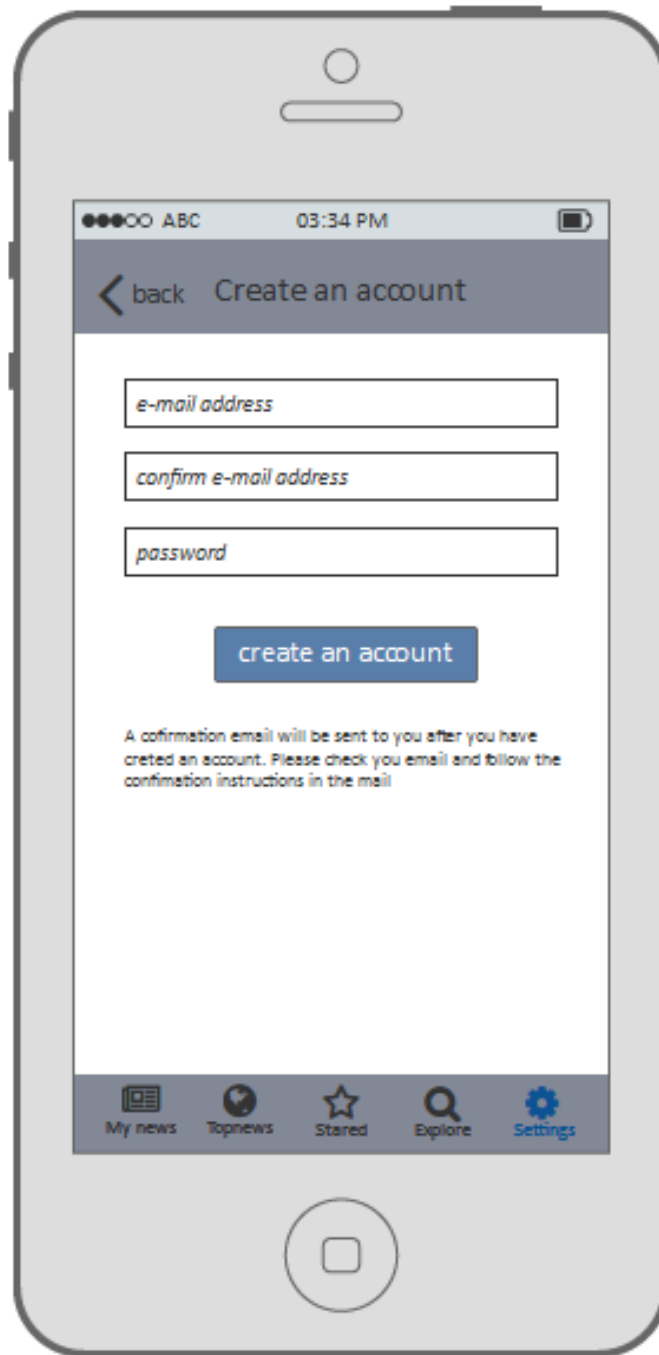 ABC 03:34 PM
back Create an account
e-mail address
confirm e-mail address
password
create an account
A cofirmation email will be sent to you after you have
creted an account. Please check you email and follow the
confimation instructions in the mail
My news Topnews Stared Explore Settings